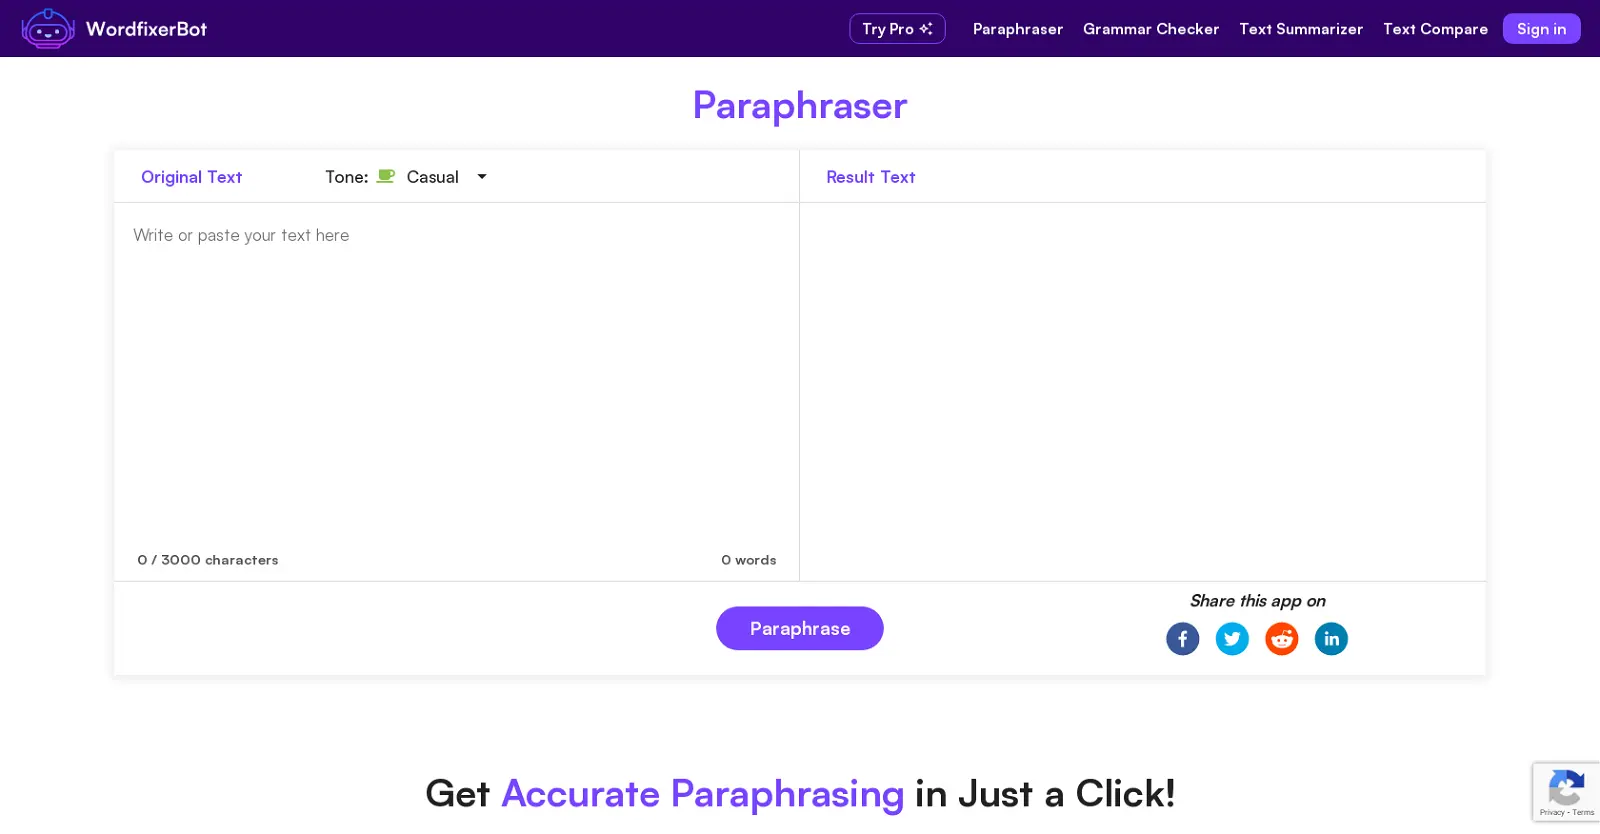 WordfixerBot
Try Pro
Paraphraser
Grammar Checker
Text Summarizer
Text Compare
Sign in
Paraphraser
Original Text
Tone: Casual
Result Text
Write or paste your text here
0 / 3000 characters
0 words
Paraphrase
Share this app on
Get Accurate Paraphrasing in Just a Click!
Privacy - Terms